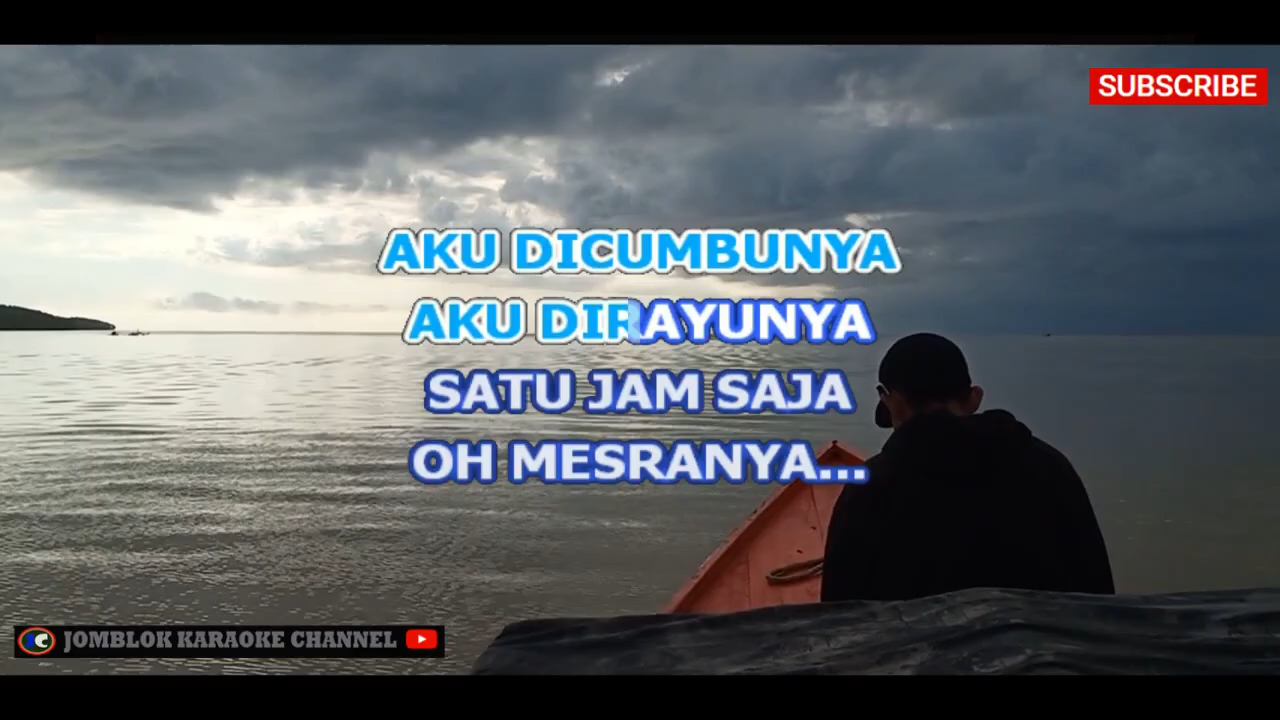 SUBSCRIBE
AKU DICUMBUNYA
AKU DIRAYUNYA
SATU JAM SAJA
OH MESRANYA...
JOMBLOK KARAOKE CHANNEL